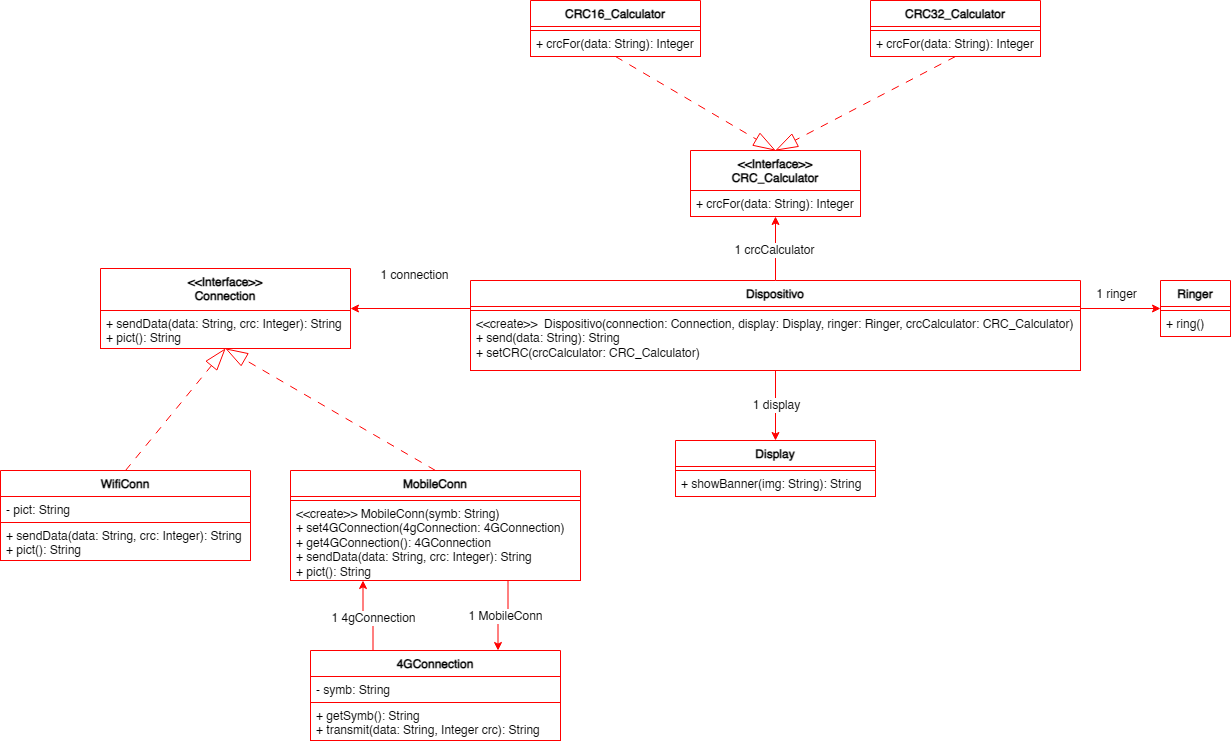 CRC16_Calculator
+ crcFor(data: String): Integer
CRC32_Calculator
+ crcFor(data: String): Integer
<<Interface>>
CRC_Calculator
+ crcFor(data: String): Integer
1 crcCalculator
<<Interface>>
Connection
+ sendData(data: String, crc: Integer): String
+ pict(): String
1 connection
Dispositivo
<<create>> Dispositivo(connection: Connection, display: Display, ringer: Ringer, crcCalculator: CRC_Calculator)
+ send(data: String): String
+ setCRC(crcCalculator: CRC_Calculator)
1 ringer
Ringer
+ ring()
1 display
Display
+ showBanner(img: String): String
WifiConn
- pict: String
+ sendData(data: String, crc: Integer): String
+ pict(): String
MobileConn
<<create>> MobileConn(symb: String)
+ set4GConnection(4gConnection: 4GConnection)
+ get4GConnection(): 4GConnection
+ sendData(data: String, crc: Integer): String
+ pict(): String
1 4gConnection
1 MobileConn
4GConnection
- symb: String
+ getSymb(): String
+ transmit(data: String, Integer crc): String